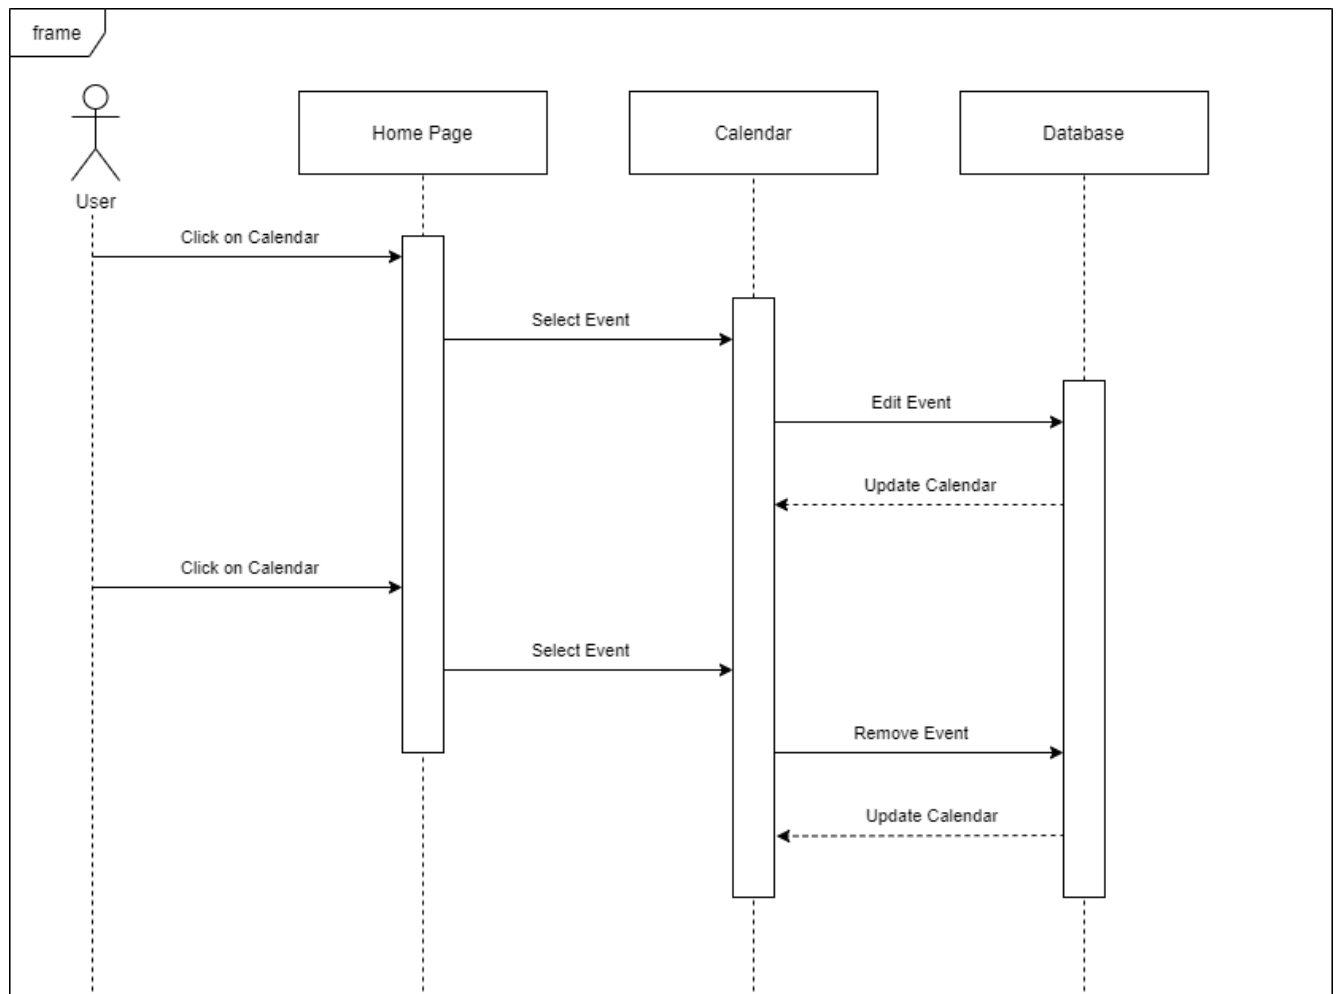 frame
User
Home Page
Calendar
Database
Click on Calendar
Select Event
Edit Event
Update Calendar
Click on Calendar
Select Event
Remove Event
Update Calendar